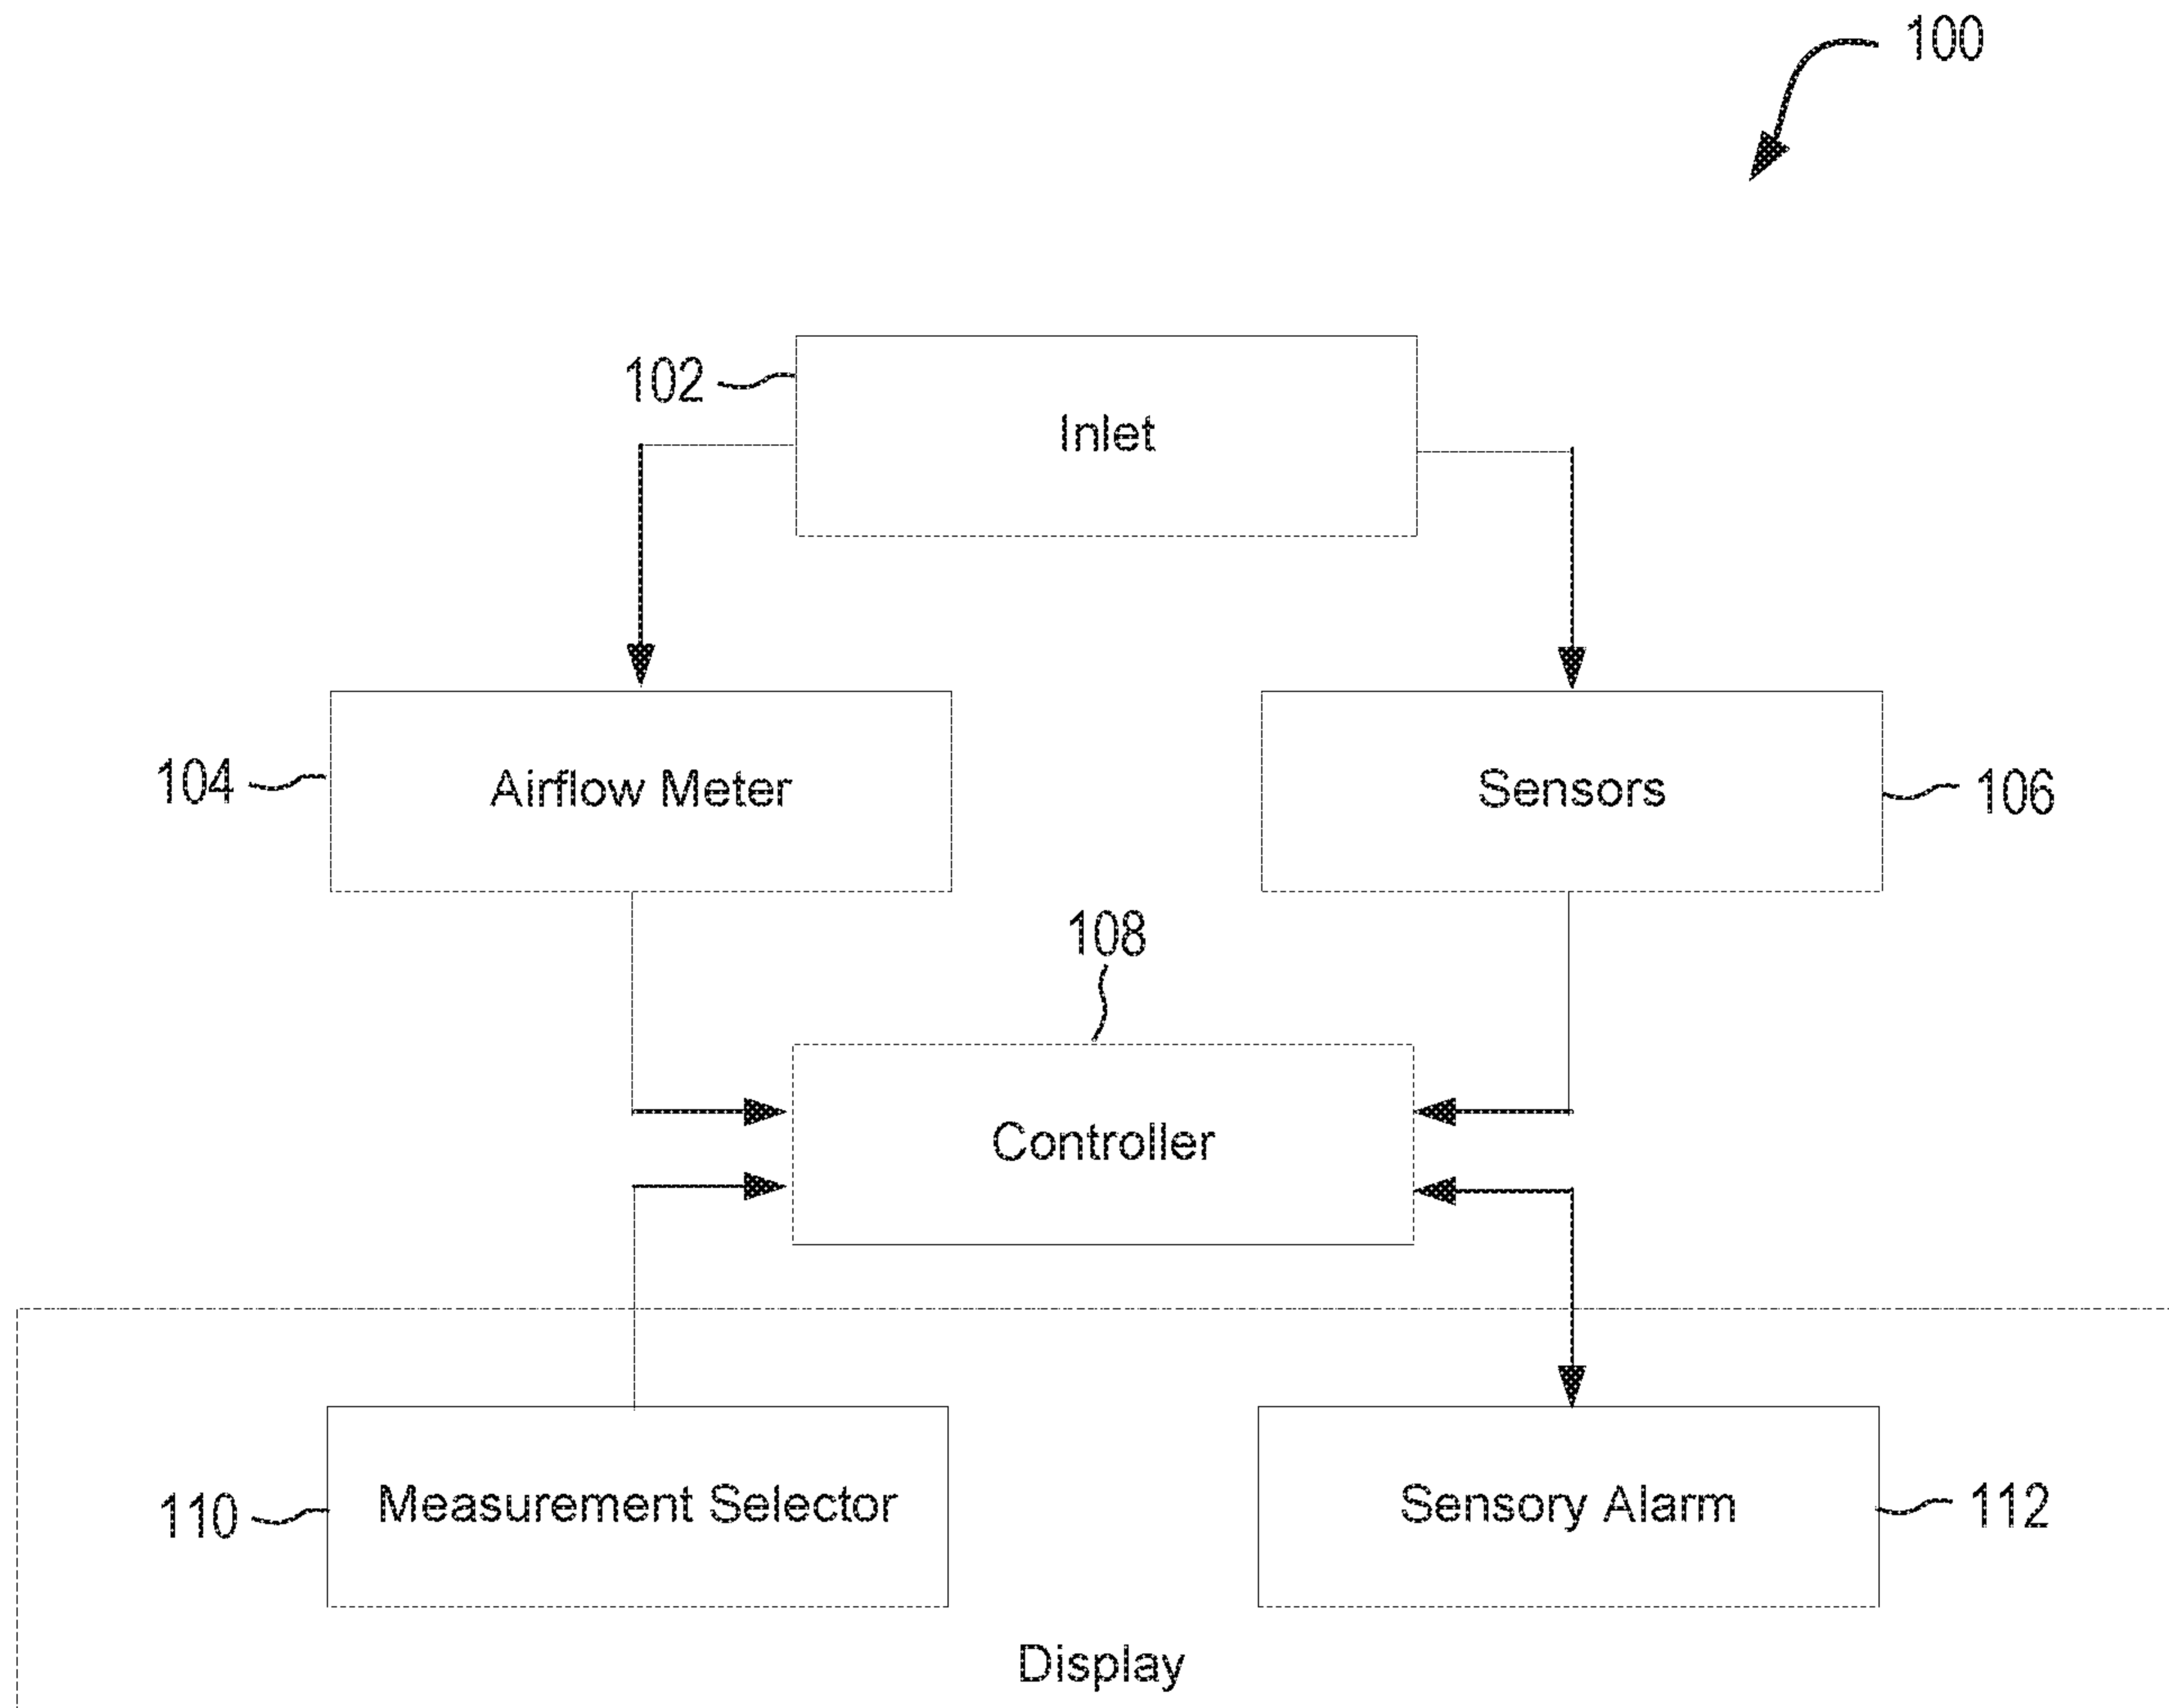 100
102
Inlet
104
Airflow Meter
Sensors
106
108
Controller
110
Measurement Selector
Sensory Alarm
112
Display